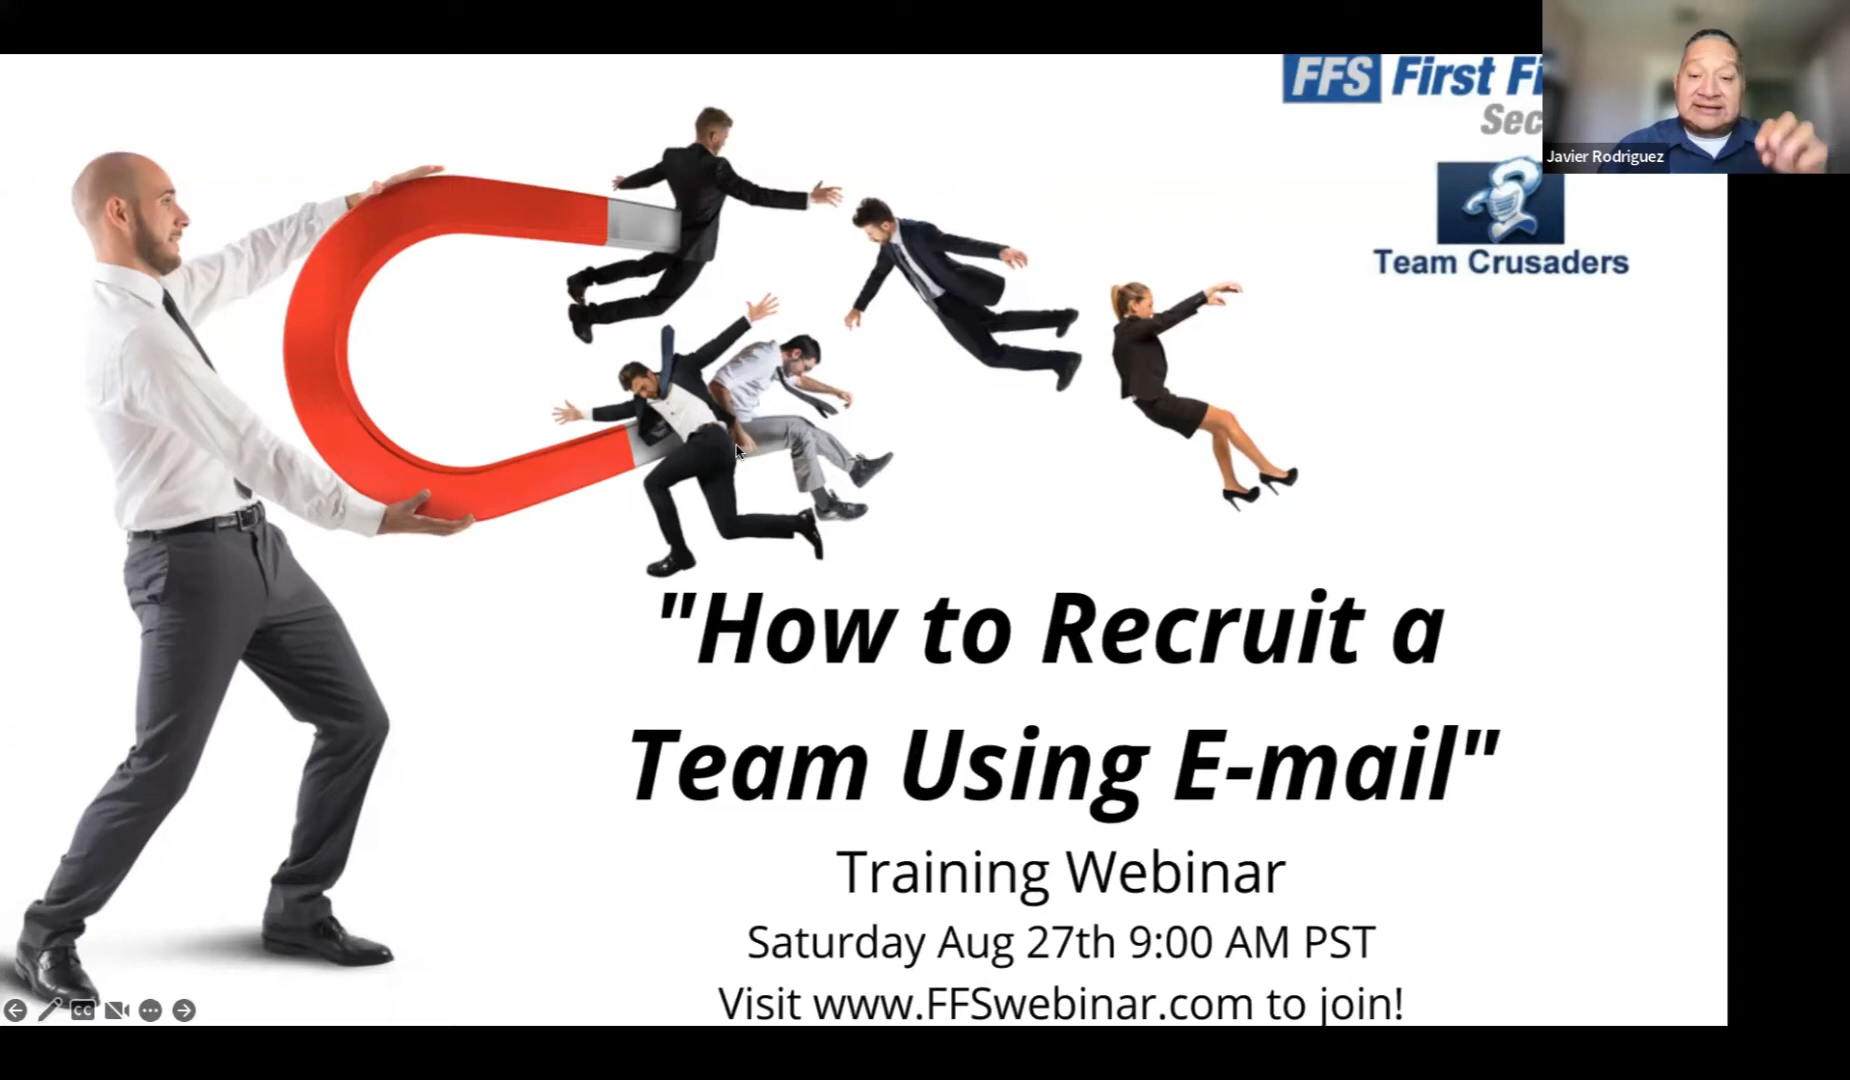 FFS First Fi
Sec
Javier Rodriguez
Team Crusaders
"How to Recruit a
Team Using E-mail"
Training Webinar
Saturday Aug 27th 9:00 AM PST
Visit www.FFSwebinar.com to join!
CC